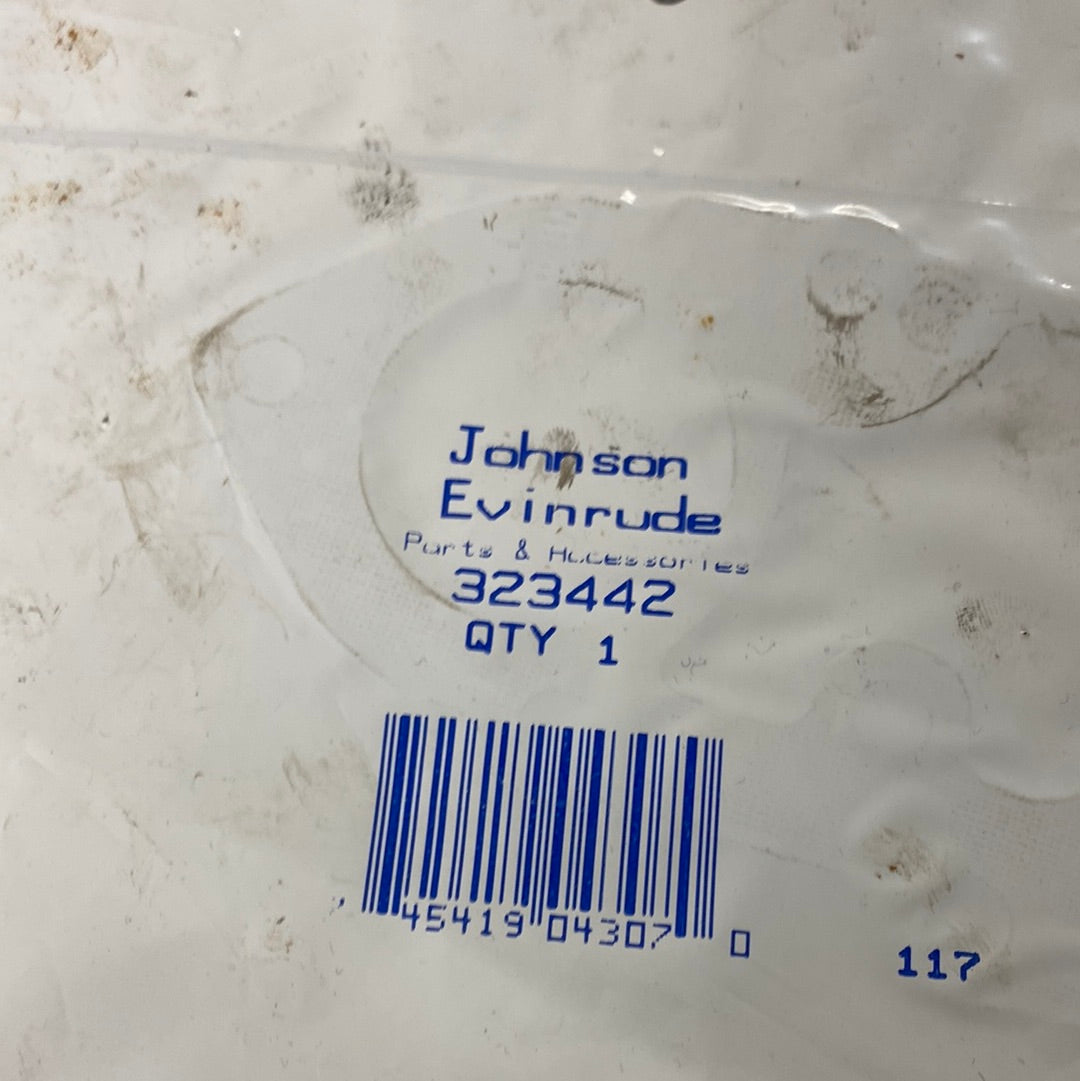 Johnson
Evinrude
Parts & Accessories
323442
QTY 1
45419 04307 0
117